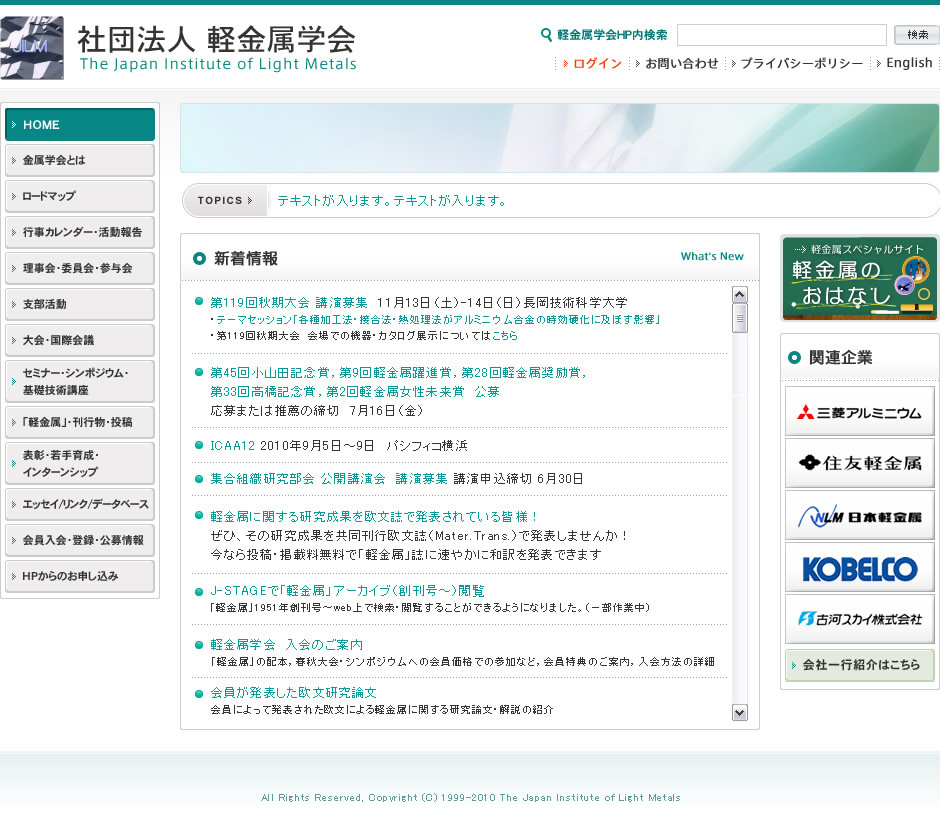 JILM
社団法人 軽金属学会
The Japan Institute of Light Metals
軽金属学会HP内検索
検索
ログイン
お問い合わせ
プライバシーポリシー
English
HOME
金属学会とは
ロードマップ
行事カレンダー・活動報告
理事会・委員会・参与会
支部活動
大会・国際会議
セミナー・シンポジウム・
基礎技術講座
「軽金属」・刊行物・投稿
表彰・若手育成・
インターンシップ
エッセイ/リンク/データベース
会員入会・登録・公募情報
HPからのお申し込み
TOPICS
テキストが入ります。テキストが入ります。
新着情報
What's New
第119回秋期大会 講演募集　11月13日（土）-14日（日）長岡技術科学大学
・テーマセッション「各種加工法・接合法・熱処理法がアルミニウム合金の時効硬化に及ぼす影響」
・第119回秋期大会　会場での機器・カタログ展示についてはこちら
第45回小山田記念賞，第9回軽金属躍進賞，第28回軽金属奨励賞，
第33回高橋記念賞，第2回軽金属女性未来賞　公募
応募または推薦の締切　7月16日（金）
ICAA12 2010年9月5日～9日　パシフィコ横浜
集合組織研究部会 公開講演会　講演募集 講演申込締切 6月30日
軽金属に関する研究成果を欧文誌で発表されている皆様！
ぜひ、その研究成果を共同刊行欧文誌（Mater.Trans.）で発表しませんか！
今なら投稿・掲載料無料で「軽金属」誌に速やかに和訳を発表できます
J-STAGEで「軽金属」アーカイブ（創刊号～）閲覧
「軽金属」1951年創刊号～web上で検索・閲覧することができるようになりました。（一部作業中）
軽金属学会　入会のご案内
「軽金属」の配本，春秋大会・シンポジウムへの会員価格での参加など，会員特典のご案内，入会方法の詳細
会員が発表した欧文研究論文
会員によって発表された欧文による軽金属に関する研究論文・解説の紹介
軽金属スペシャルサイト
軽金属の
おはなし
関連企業
三菱アルミニウム
住友軽金属
NLM 日本軽金属
KOBELCO
古河スカイ株式会社
会社一行紹介はこちら
All Rights Reserved, Copyright (C) 1999-2010 The Japan Institute of Light Metals